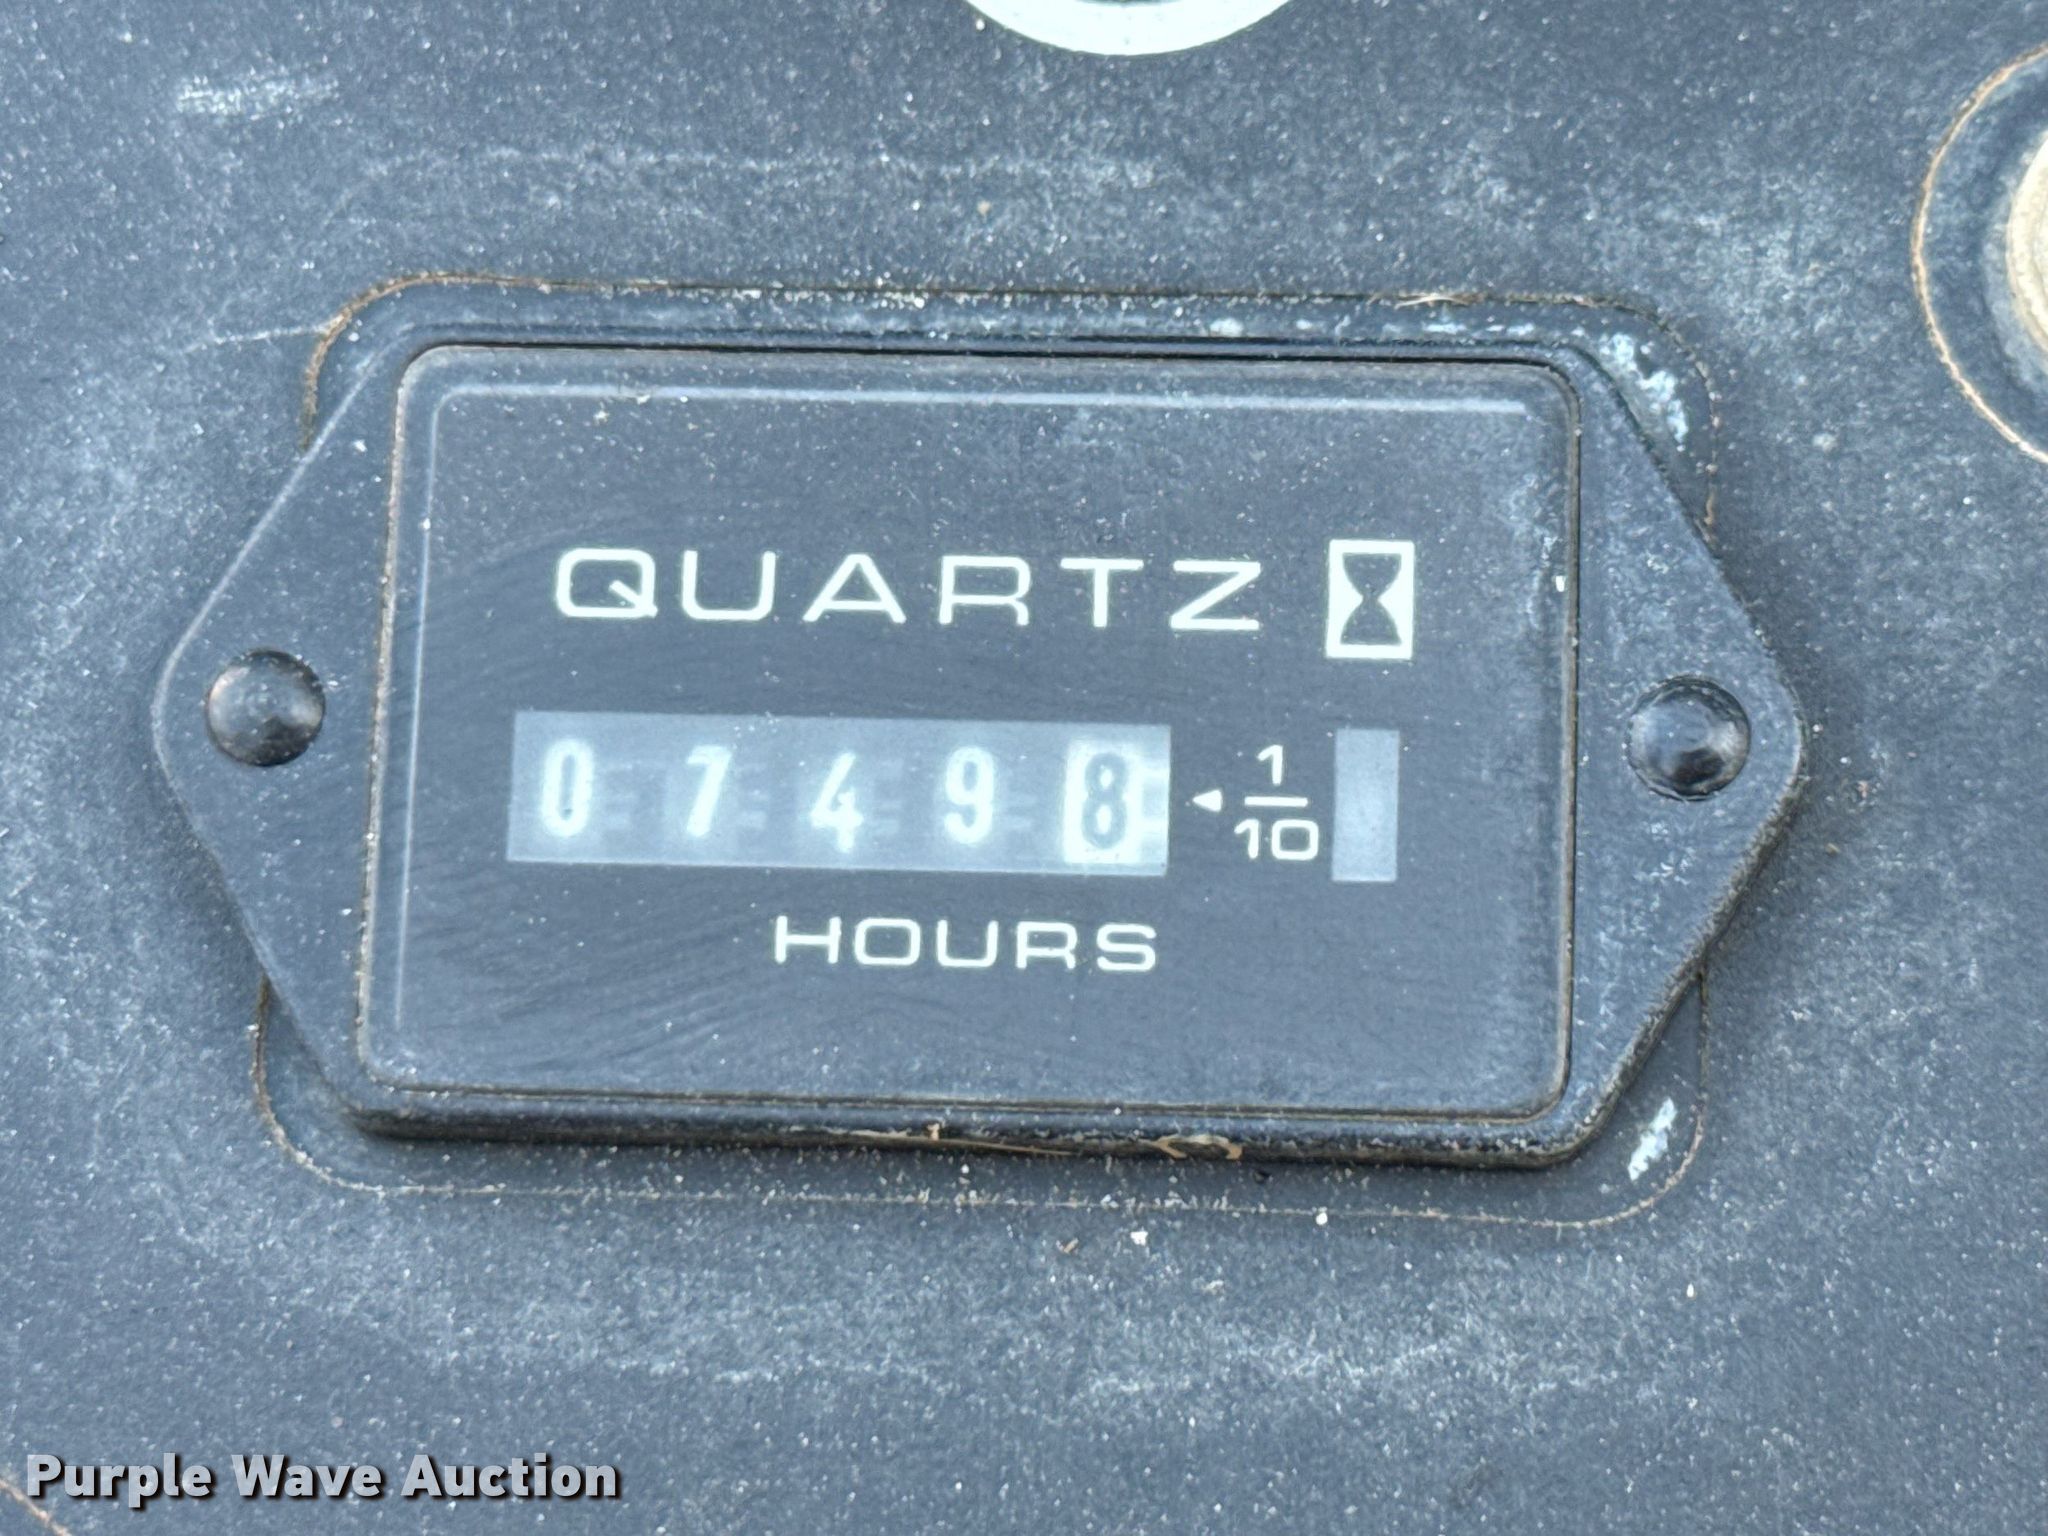 QUARTZ
07498 1/10
HOURS
Purple Wave Auction